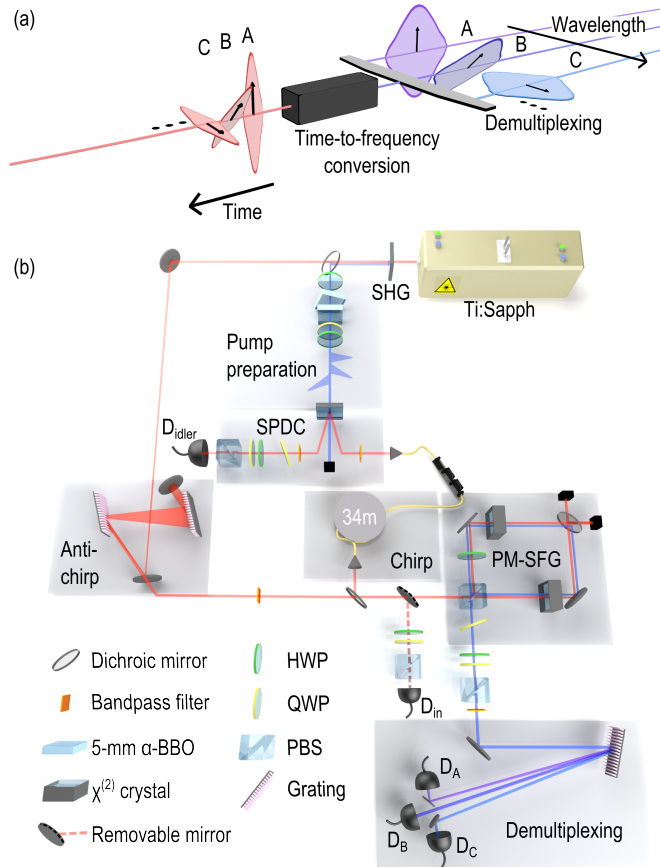 (a)
C B A
A
B
C
Wavelength
Demultiplexing
Time-to-frequency
conversion
Time
(b)
SHG
Ti:Sapph
Pump
preparation
SPDC
D_idler
34m
Chirp
PM-SFG
Anti-
chirp
D_in
Dichroic mirror
HWP
Bandpass filter
QWP
5-mm α-BBO
PBS
χ^(2) crystal
Grating
Removable mirror
D_A
D_B
D_C
Demultiplexing